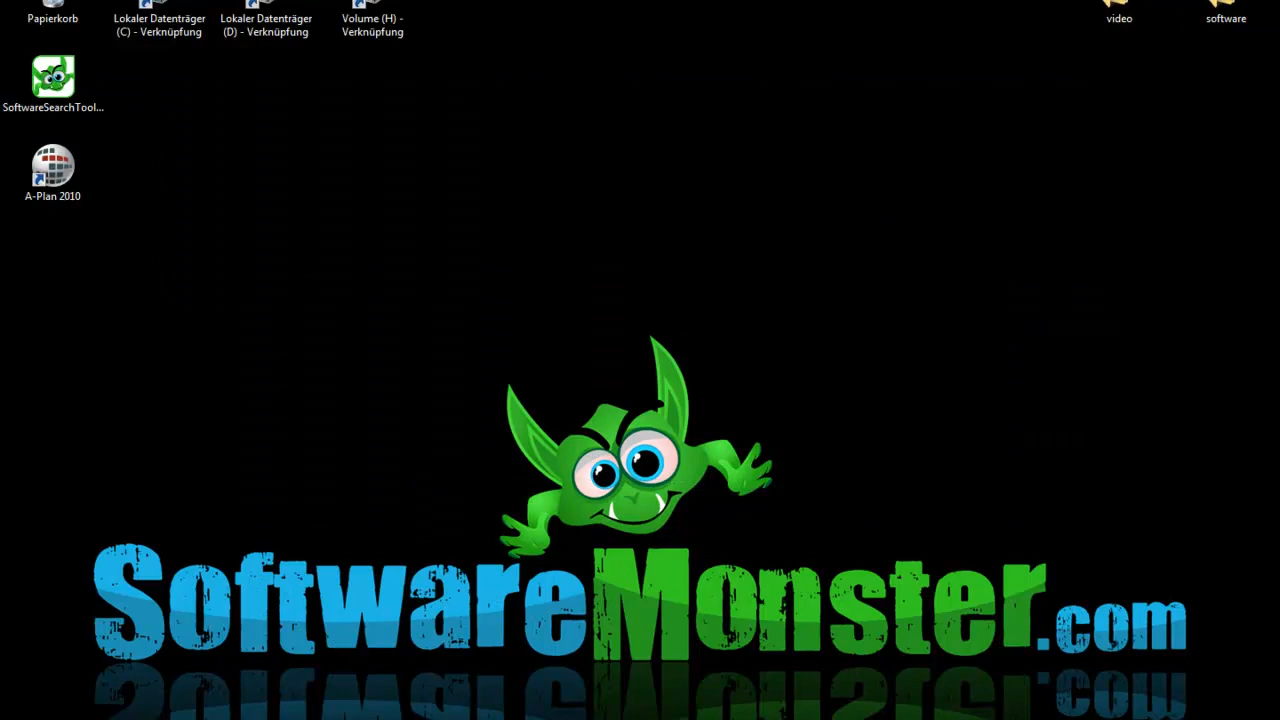 Papierkorb
Lokaler Datenträger
(C) - Verknüpfung
Lokaler Datenträger
(D) - Verknüpfung
Volume (H) -
Verknüpfung
video
software
SoftwareSearchTool...
A-Plan 2010
SoftwareMonster.com